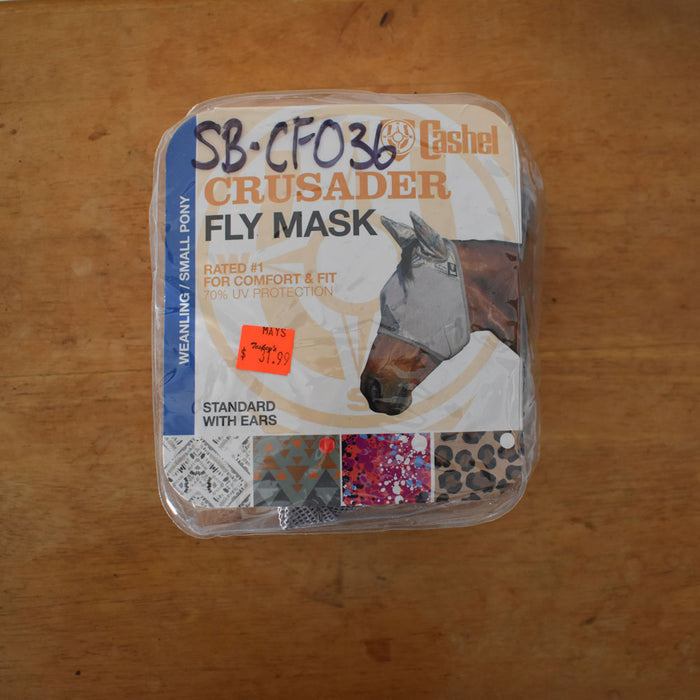 SB-CF036
Cashel
CRUSADER
FLY MASK
WEANLING / SMALL PONY
RATED #1
FOR COMFORT & FIT
70% UV PROTECTION
MAYS
Teskey's
$ 31.99
STANDARD
WITH EARS